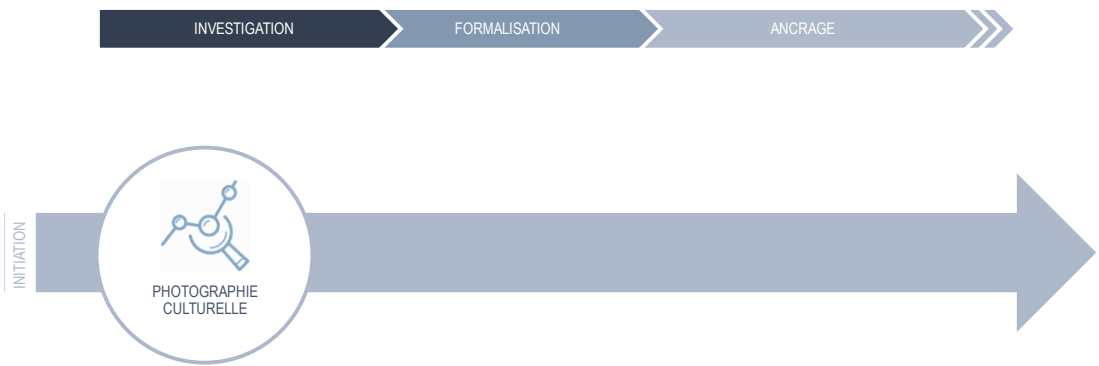 INVESTIGATION
FORMALISATION
ANCRAGE
INITIATION
PHOTOGRAPHIE
CULTURELLE